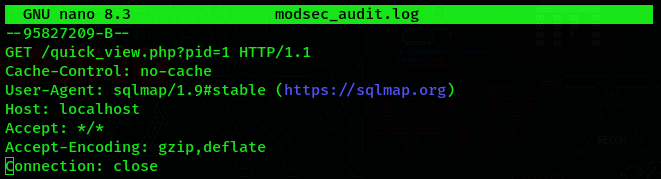 GNU nano 8.3 modsec_audit.log
--95827209-B--
GET /quick_view.php?pid=1 HTTP/1.1
Cache-Control: no-cache
User-Agent: sqlmap/1.9#stable (https://sqlmap.org)
Host: localhost
Accept: */*
Accept-Encoding: gzip,deflate
Connection: close